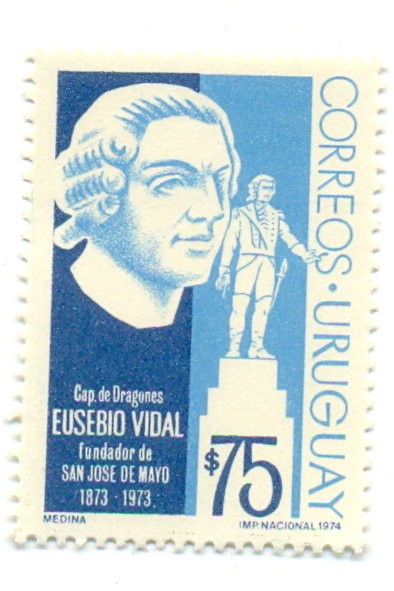 CORREOS · URUGUAY
Cap. de Dragones
EUSEBIO VIDAL
fundador de
SAN JOSE DE MAYO
1873 · 1973
$75
MEDINA
IMP. NACIONAL 1974